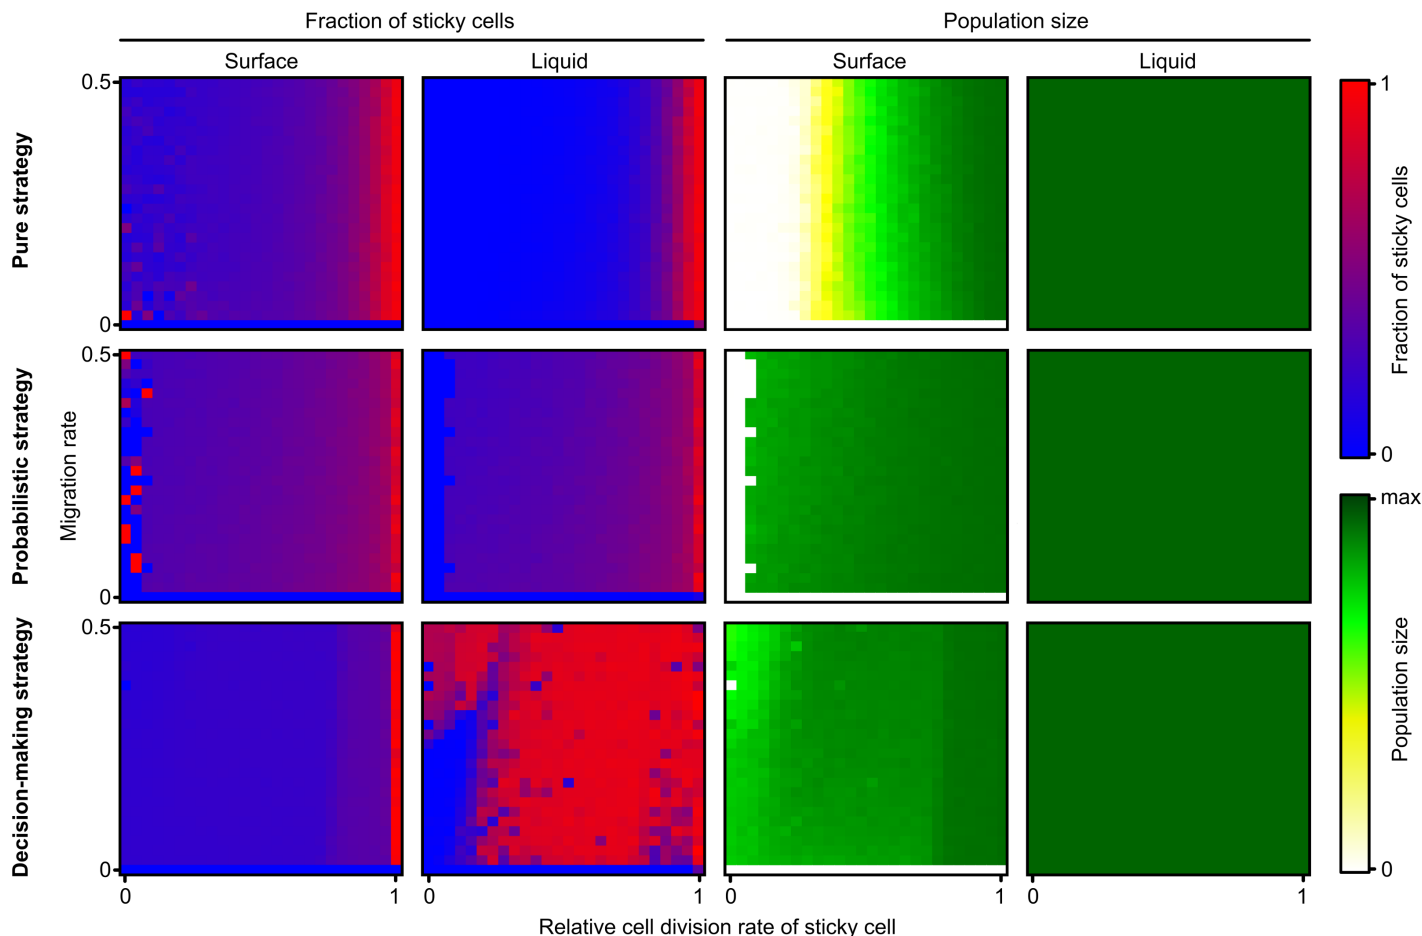 Fraction of sticky cells
Population size
Surface
Liquid
Surface
Liquid
Pure strategy
0.5
0
Probabilistic strategy
Migration rate
0.5
0
Decision-making strategy
0.5
0
0
1
0
1
0
1
0
1
Relative cell division rate of sticky cell
1
0
Fraction of sticky cells
max
0
Population size